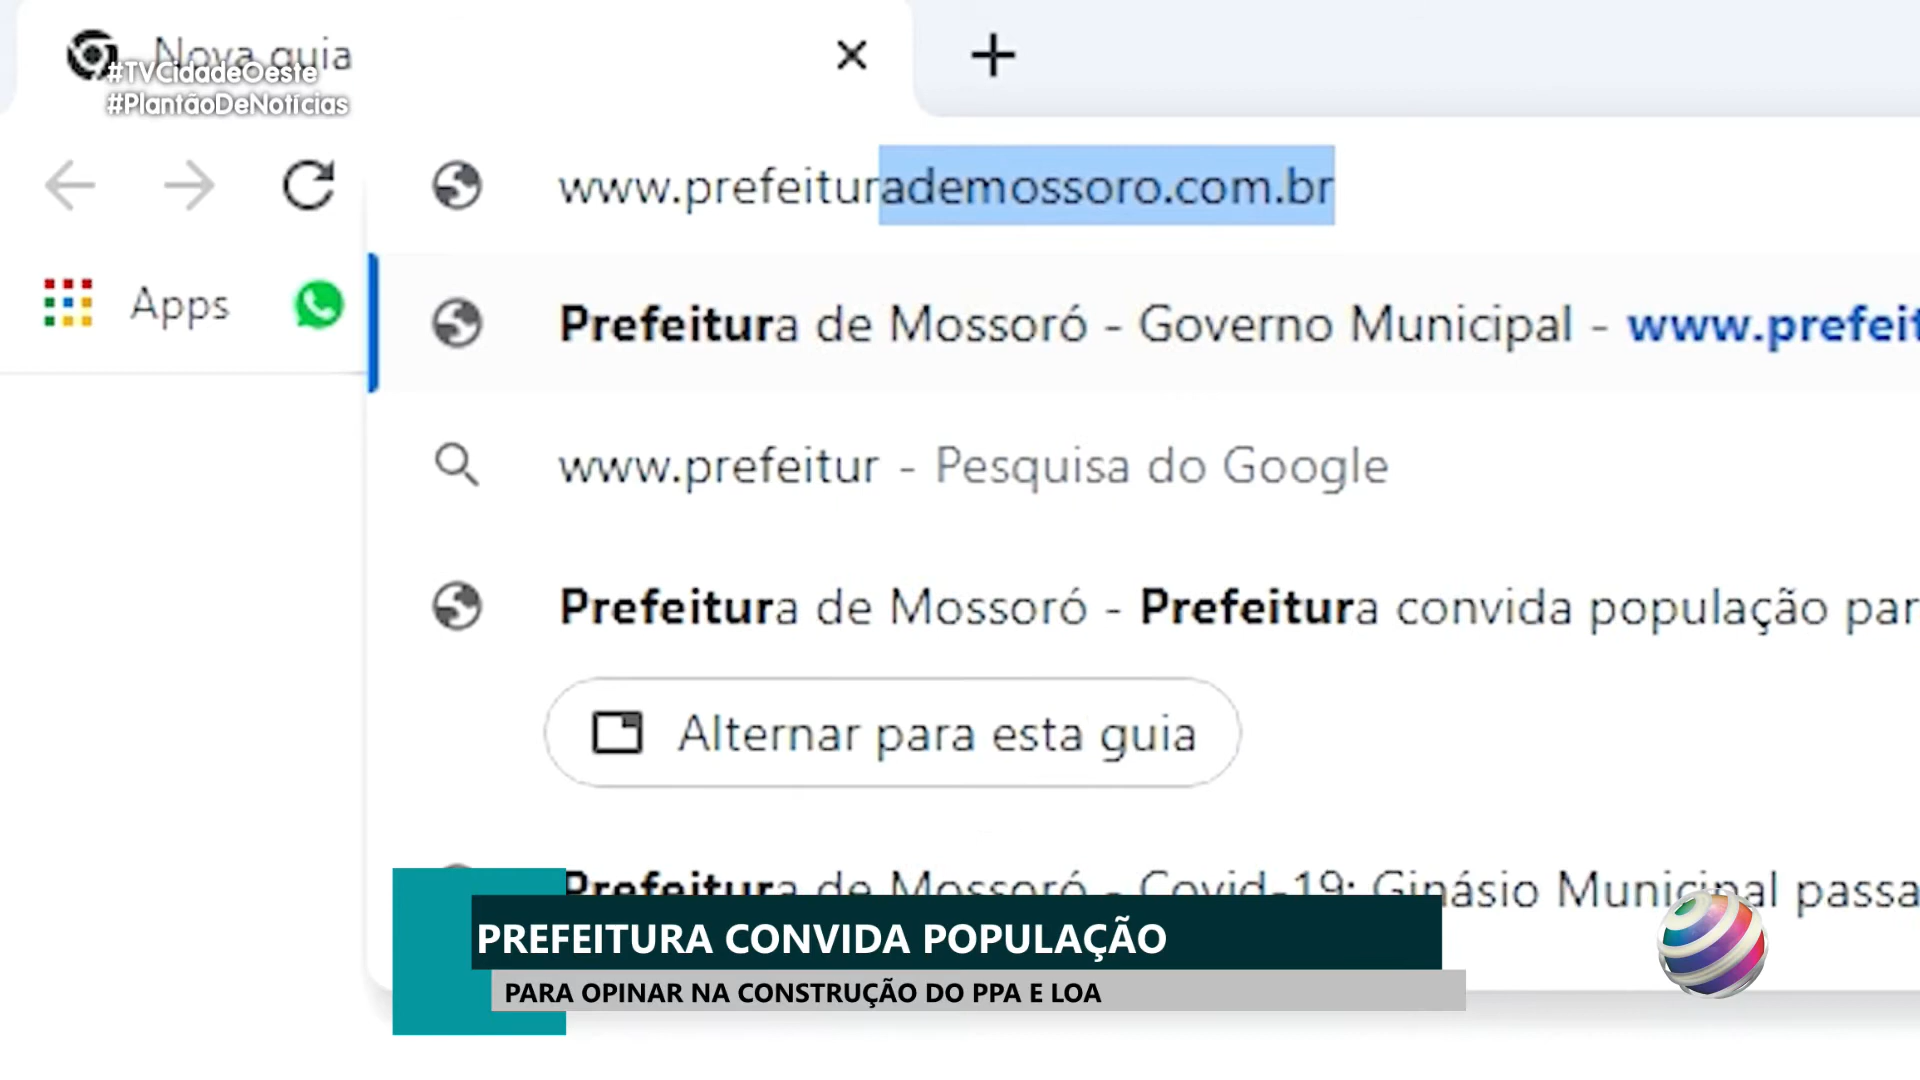 Nova guia
#TVCidadeOeste
#PlantãoDeNotícias
www.prefeiturademossoro.com.br
Apps
Prefeitura de Mossoró - Governo Municipal - www.prefeit
www.prefeitur - Pesquisa do Google
Prefeitura de Mossoró - Prefeitura convida população par
Alternar para esta guia
Prefeitura de Mossoró - Covid-19: Ginásio Municipal passa
PREFEITURA CONVIDA POPULAÇÃO
PARA OPINAR NA CONSTRUÇÃO DO PPA E LOA